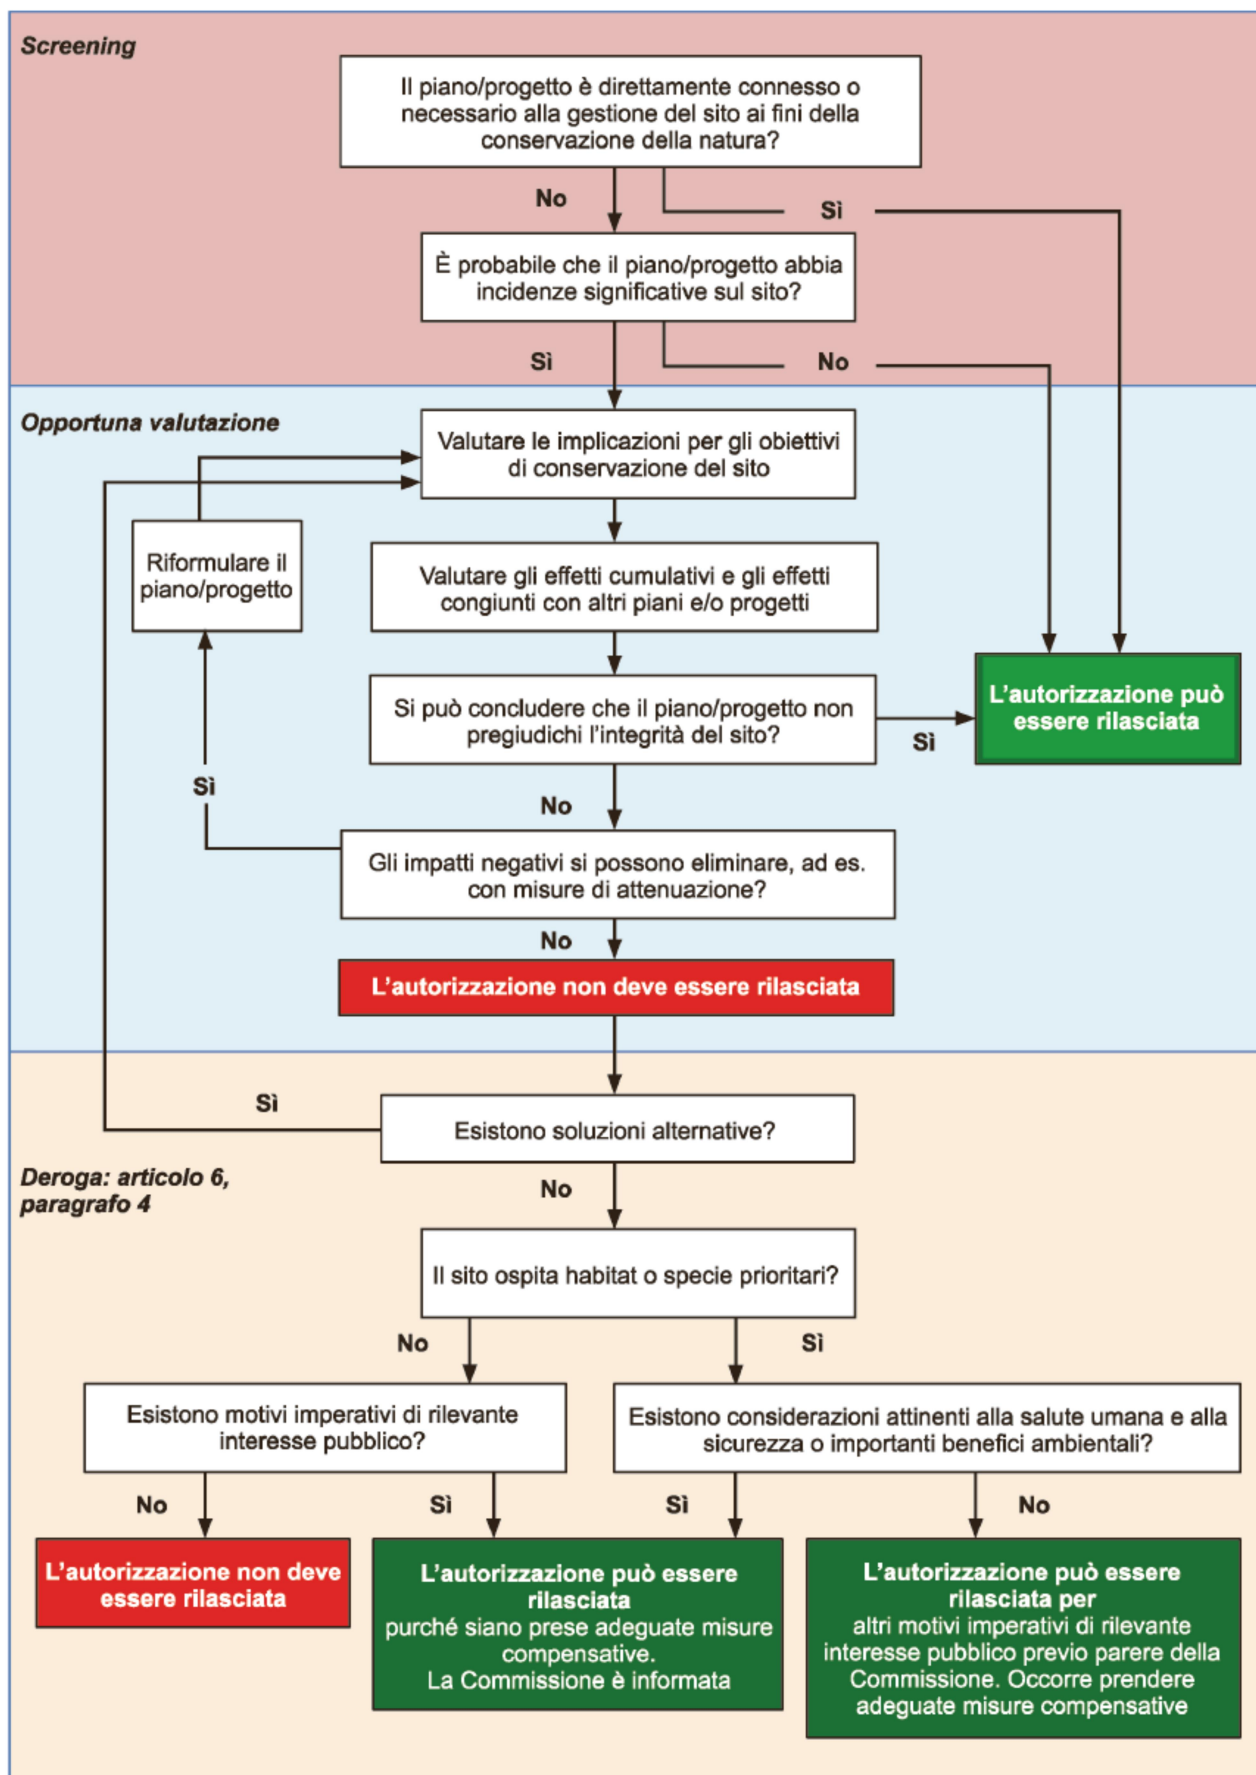 Screening
Il piano/progetto è direttamente connesso o
necessario alla gestione del sito ai fini della
conservazione della natura?
No
Sì
È probabile che il piano/progetto abbia
incidenze significative sul sito?
Sì
No
Opportuna valutazione
Valutare le implicazioni per gli obiettivi
di conservazione del sito
Riformulare il
piano/progetto
Valutare gli effetti cumulativi e gli effetti
congiunti con altri piani e/o progetti
Si può concludere che il piano/progetto non
pregiudichi l'integrità del sito?
Sì
L'autorizzazione può
essere rilasciata
Sì
No
Gli impatti negativi si possono eliminare, ad es.
con misure di attenuazione?
No
L'autorizzazione non deve essere rilasciata
Sì
Esistono soluzioni alternative?
Deroga: articolo 6,
paragrafo 4
No
Il sito ospita habitat o specie prioritari?
No
Sì
Esistono motivi imperativi di rilevante
interesse pubblico?
Esistono considerazioni attinenti alla salute umana e alla
sicurezza o importanti benefici ambientali?
No
Sì
Sì
No
L'autorizzazione non deve
essere rilasciata
L'autorizzazione può essere
rilasciata
purché siano prese adeguate misure
compensative.
La Commissione è informata
L'autorizzazione può essere
rilasciata per
altri motivi imperativi di rilevante
interesse pubblico previo parere della
Commissione. Occorre prendere
adeguate misure compensative